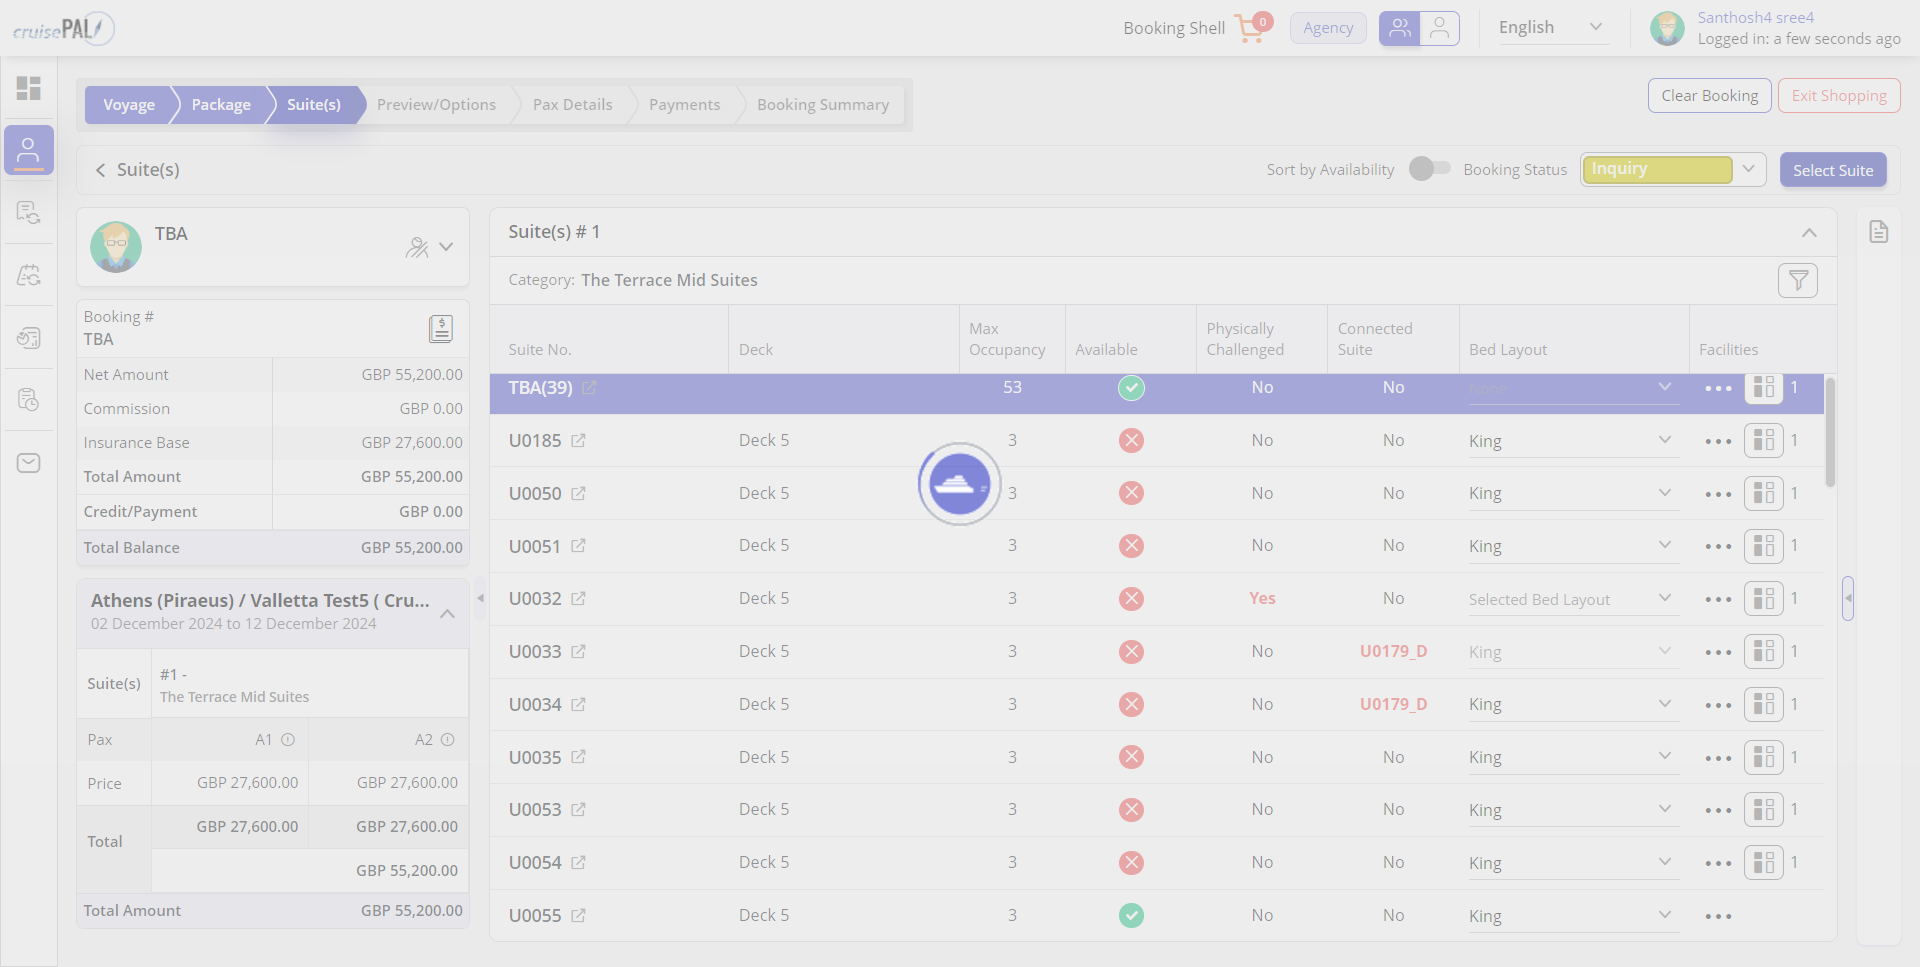 cruisePAL
Booking Shell 0 Agency English
Santhosh4 sree4
Logged in: a few seconds ago
Voyage Package Suite(s) Preview/Options Pax Details Payments Booking Summary
Clear Booking Exit Shopping
Suite(s) Sort by Availability Booking Status Inquiry Select Suite
TBA
Booking #
TBA
Net Amount GBP 55,200.00
Commission GBP 0.00
Insurance Base GBP 27,600.00
Total Amount GBP 55,200.00
Credit/Payment GBP 0.00
Total Balance GBP 55,200.00
Athens (Piraeus) / Valletta Test5 ( Cru...
02 December 2024 to 12 December 2024
Suite(s) #1 -
The Terrace Mid Suites
Pax A1 A2
Price GBP 27,600.00 GBP 27,600.00
Total GBP 27,600.00 GBP 27,600.00
GBP 55,200.00
Total Amount GBP 55,200.00
Suite(s) # 1
Category: The Terrace Mid Suites
Suite No. Deck Max Occupancy Available Physically Challenged Connected Suite Bed Layout Facilities
TBA(39) 53 No No None 1
U0185 Deck 5 3 No No King 1
U0050 Deck 5 3 No No King 1
U0051 Deck 5 3 No No King 1
U0032 Deck 5 3 Yes No Selected Bed Layout 1
U0033 Deck 5 3 No U0179_D King 1
U0034 Deck 5 3 No U0179_D King 1
U0035 Deck 5 3 No No King 1
U0053 Deck 5 3 No No King 1
U0054 Deck 5 3 No No King 1
U0055 Deck 5 3 No No King